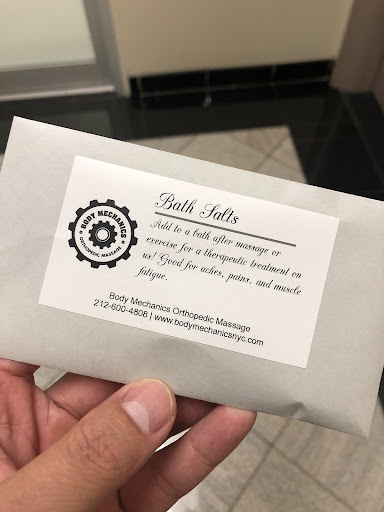 BODY MECHANICS
ORTHOPEDIC MASSAGE
Bath Salts
Add to a bath after massage or
exercise for a therapeutic treatment on
us! Good for aches, pains, and muscle
fatigue.
Body Mechanics Orthopedic Massage
212-600-4808 | www.bodymechanicsnyc.com